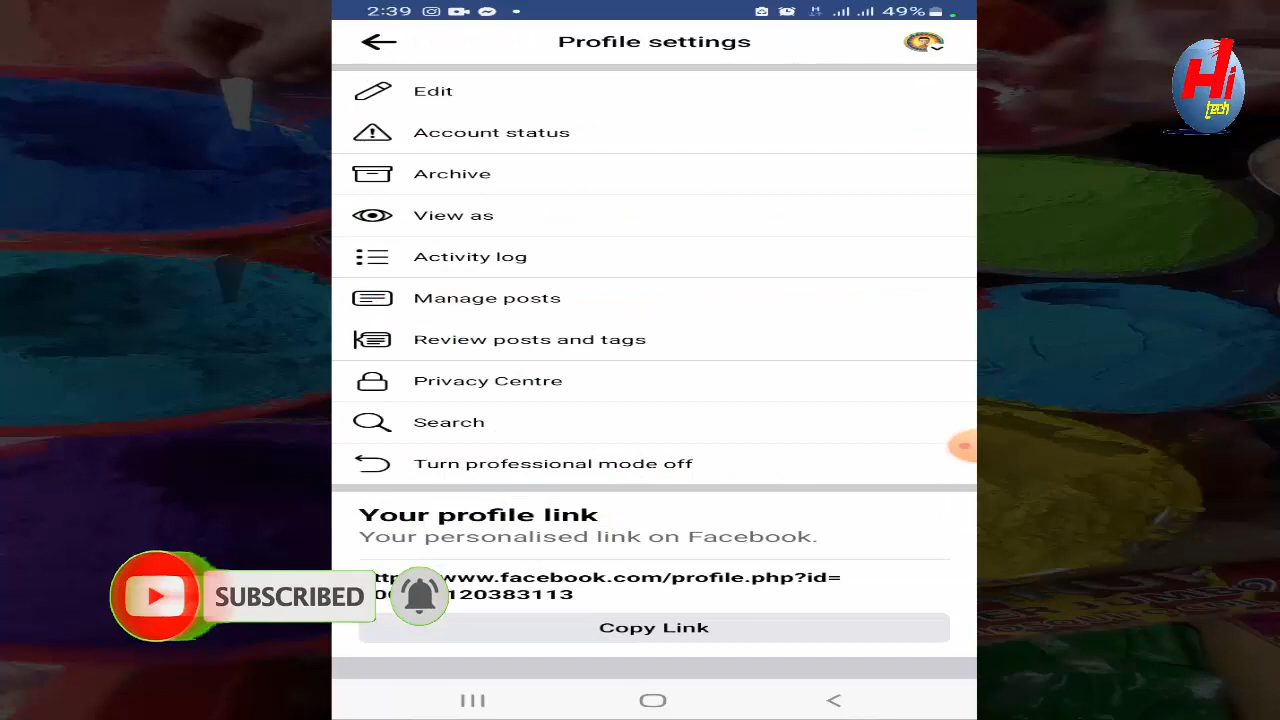 2:39 49%
Profile settings
Hi
tech
Edit
Account status
Archive
View as
Activity log
Manage posts
Review posts and tags
Privacy Centre
Search
Turn professional mode off
Your profile link
Your personalised link on Facebook.
www.facebook.com/profile.php?id=
120383113
SUBSCRIBED
Copy Link